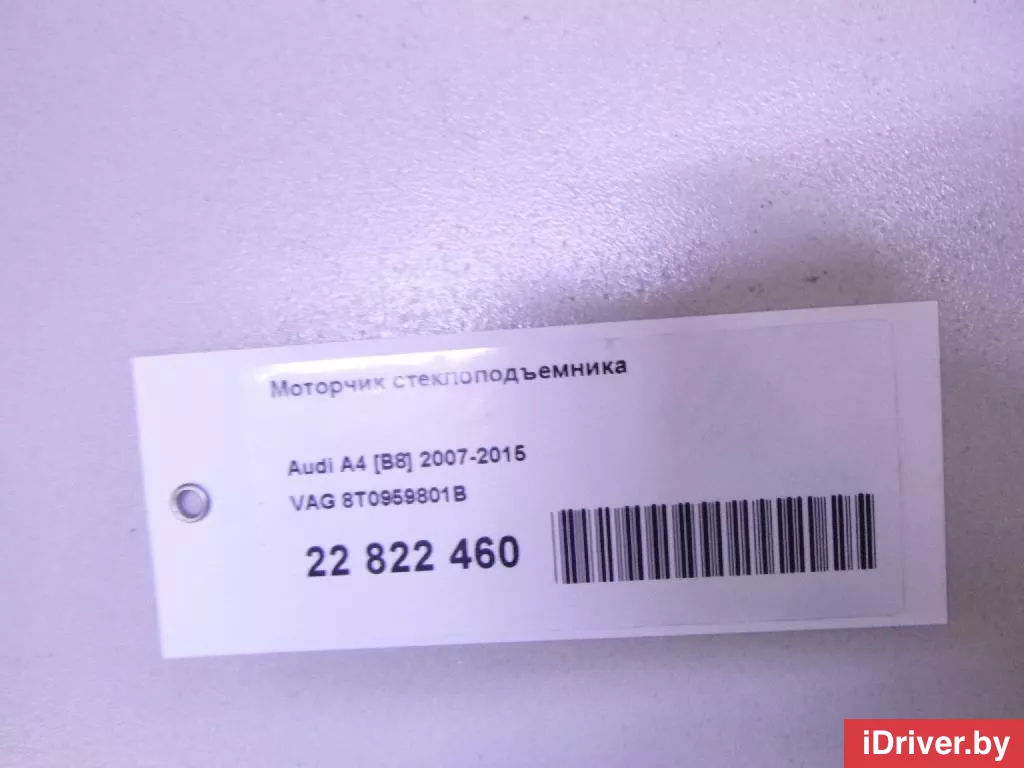 Моторчик стеклоподъемника
Audi A4 [B8] 2007-2015
VAG 8T0959801B
22 822 460
iDriver.by